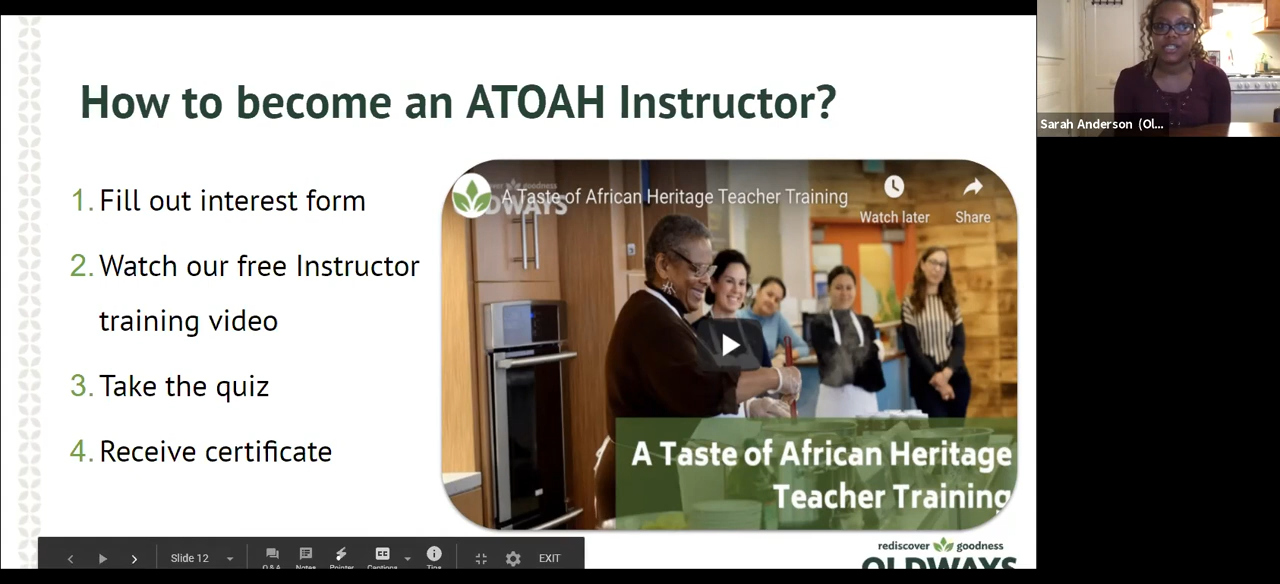 How to become an ATOAH Instructor?
1. Fill out interest form
2. Watch our free Instructor
training video
3. Take the quiz
4. Receive certificate
A Taste of African Heritage Teacher Training
Watch later
Share
A Taste of African Heritage
Teacher Training
rediscover goodness
OLDWAYS
Slide 12
Q & A
Notes
Pointer
Captions
Tips
EXIT
Sarah Anderson (Ol...